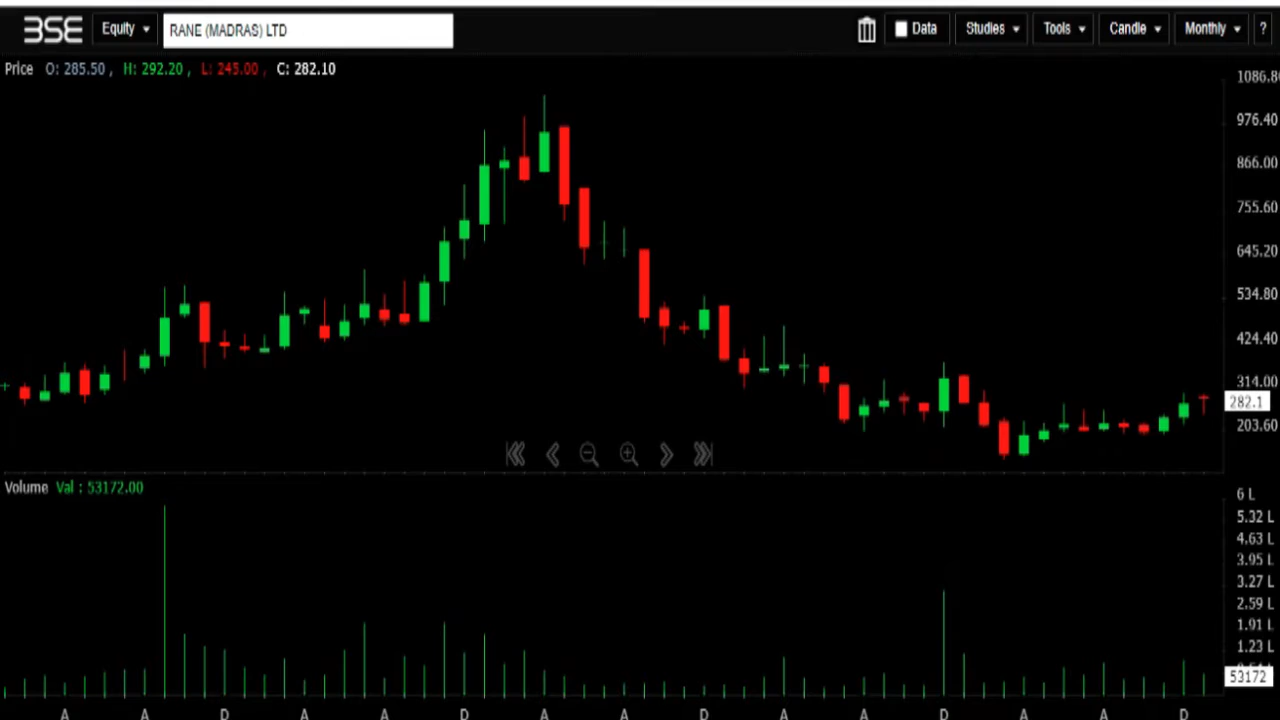 BSE Equity RANE (MADRAS) LTD Data Studies Tools Candle Monthly ?
Price O: 285.50 , H: 292.20 , L: 245.00 , C: 282.10
1086.80
976.40
866.00
755.60
645.20
534.80
424.40
314.00
282.1
203.60
Volume Val : 53172.00
6 L
5.32 L
4.63 L
3.95 L
3.27 L
2.59 L
1.91 L
1.23 L
53172
A A D A A D A A D A A D A A D